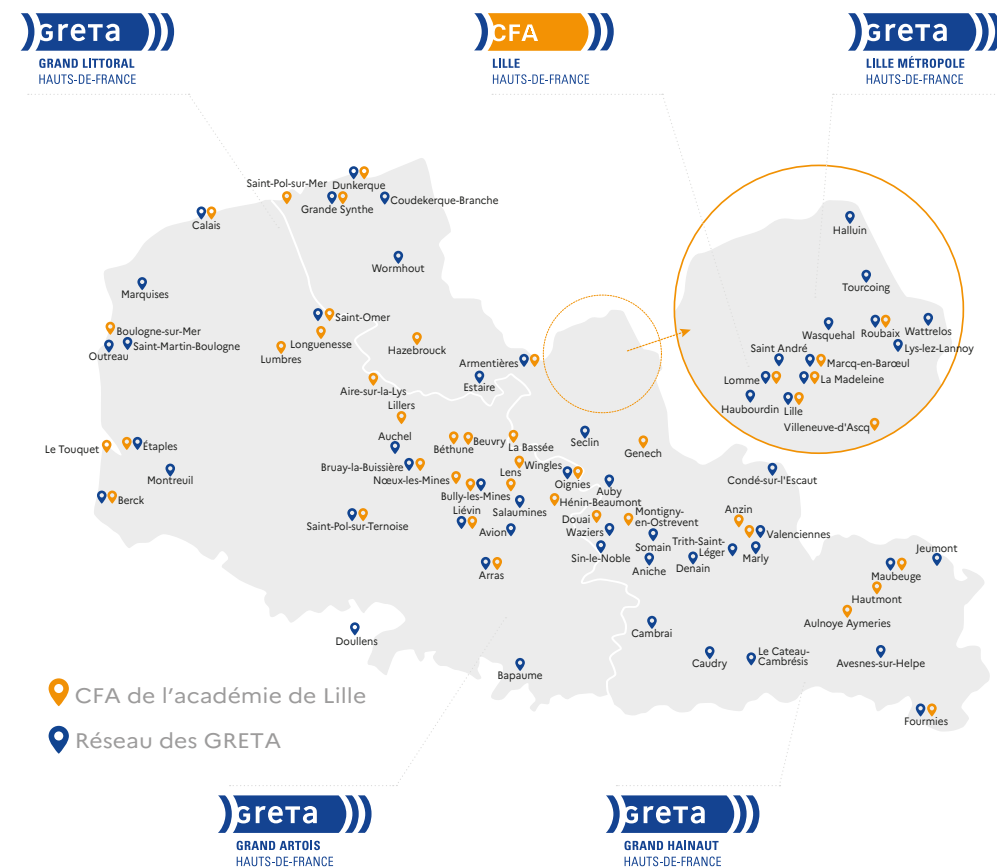 GRETA
GRAND LITTORAL
HAUTS-DE-FRANCE
CFA
LILLE
HAUTS-DE-FRANCE
GRETA
LILLE MÉTROPOLE
HAUTS-DE-FRANCE
Saint-Pol-sur-Mer
Dunkerque
Grande Synthe
Coudekerque-Branche
Calais
Wormhout
Marquises
Boulogne-sur-Mer
Outreau
Saint-Martin-Boulogne
Saint-Omer
Longuenesse
Lumbres
Hazebrouck
Armentières
Estaire
Aire-sur-la-Lys
Lillers
Halluin
Tourcoing
Wasquehal
Roubaix
Wattrelos
Lys-lez-Lannoy
Saint André
Marcq-en-Barœul
Lomme
La Madeleine
Haubourdin
Lille
Villeneuve-d'Ascq
Le Touquet
Étaples
Montreuil
Berck
Auchel
Béthune
Beuvry
La Bassée
Seclin
Genech
Bruay-la-Buissière
Nœux-les-Mines
Lens
Wingles
Oignies
Auby
Condé-sur-l'Escaut
Bully-les-Mines
Hénin-Beaumont
Liévin
Salaumines
Saint-Pol-sur-Ternoise
Avion
Douai
Waziers
Montigny-
en-Ostrevent
Anzin
Valenciennes
Sin-le-Noble
Somain
Trith-Saint-
Léger
Marly
Aniche
Denain
Arras
Jeumont
Maubeuge
Hautmont
Aulnoye Aymeries
Doullens
Cambrai
Bapaume
Caudry
Le Cateau-
Cambrésis
Avesnes-sur-Helpe
Fourmies
CFA de l'académie de Lille
Réseau des GRETA
GRETA
GRAND ARTOIS
HAUTS-DE-FRANCE
GRETA
GRAND HAINAUT
HAUTS-DE-FRANCE